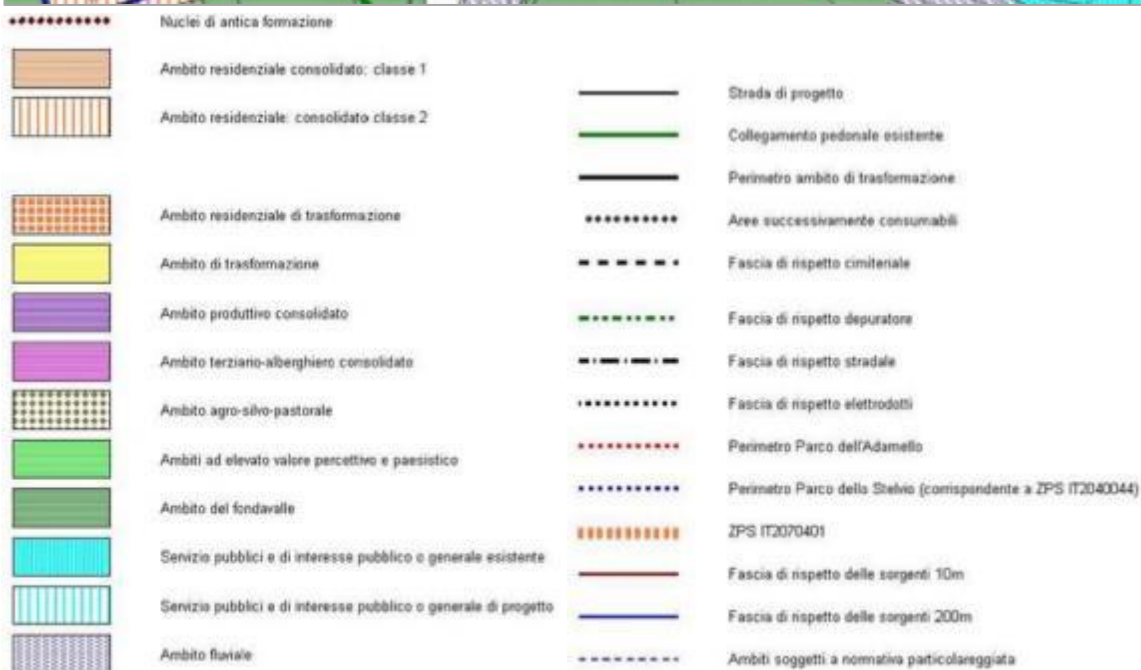 Nuclei di antica formazione
Ambito residenziale consolidato: classe 1
Ambito residenziale: consolidato classe 2
Ambito residenziale di trasformazione
Ambito di trasformazione
Ambito produttivo consolidato
Ambito terziario-alberghiero consolidato
Ambito agro-silvo-pastorale
Ambiti ad elevato valore percettivo e paesistico
Ambito del fondavalle
Servizio pubblici e di interesse pubblico o generale esistente
Servizio pubblici e di interesse pubblico o generale di progetto
Ambito fluviale
Strada di progetto
Collegamento pedonale esistente
Perimetro ambito di trasformazione
Aree successivamente consumabili
Fascia di rispetto cimiteriale
Fascia di rispetto depuratore
Fascia di rispetto stradale
Fascia di rispetto elettrodotti
Perimetro Parco dell'Adamello
Perimetro Parco dello Stelvio (corrispondente a ZPS IT2040044)
ZPS IT2070401
Fascia di rispetto delle sorgenti 10m
Fascia di rispetto delle sorgenti 200m
Ambiti soggetti a normativa particolareggiata